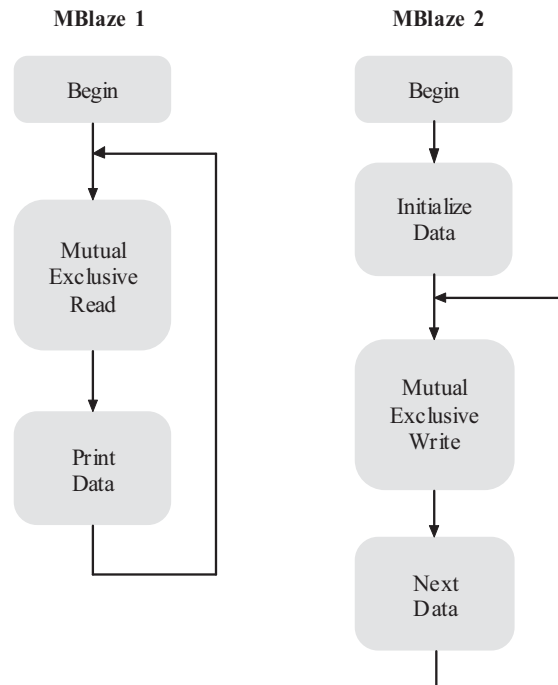 MBlaze 1
Begin
Mutual
Exclusive
Read
Print
Data
MBlaze 2
Begin
Initialize
Data
Mutual
Exclusive
Write
Next
Data